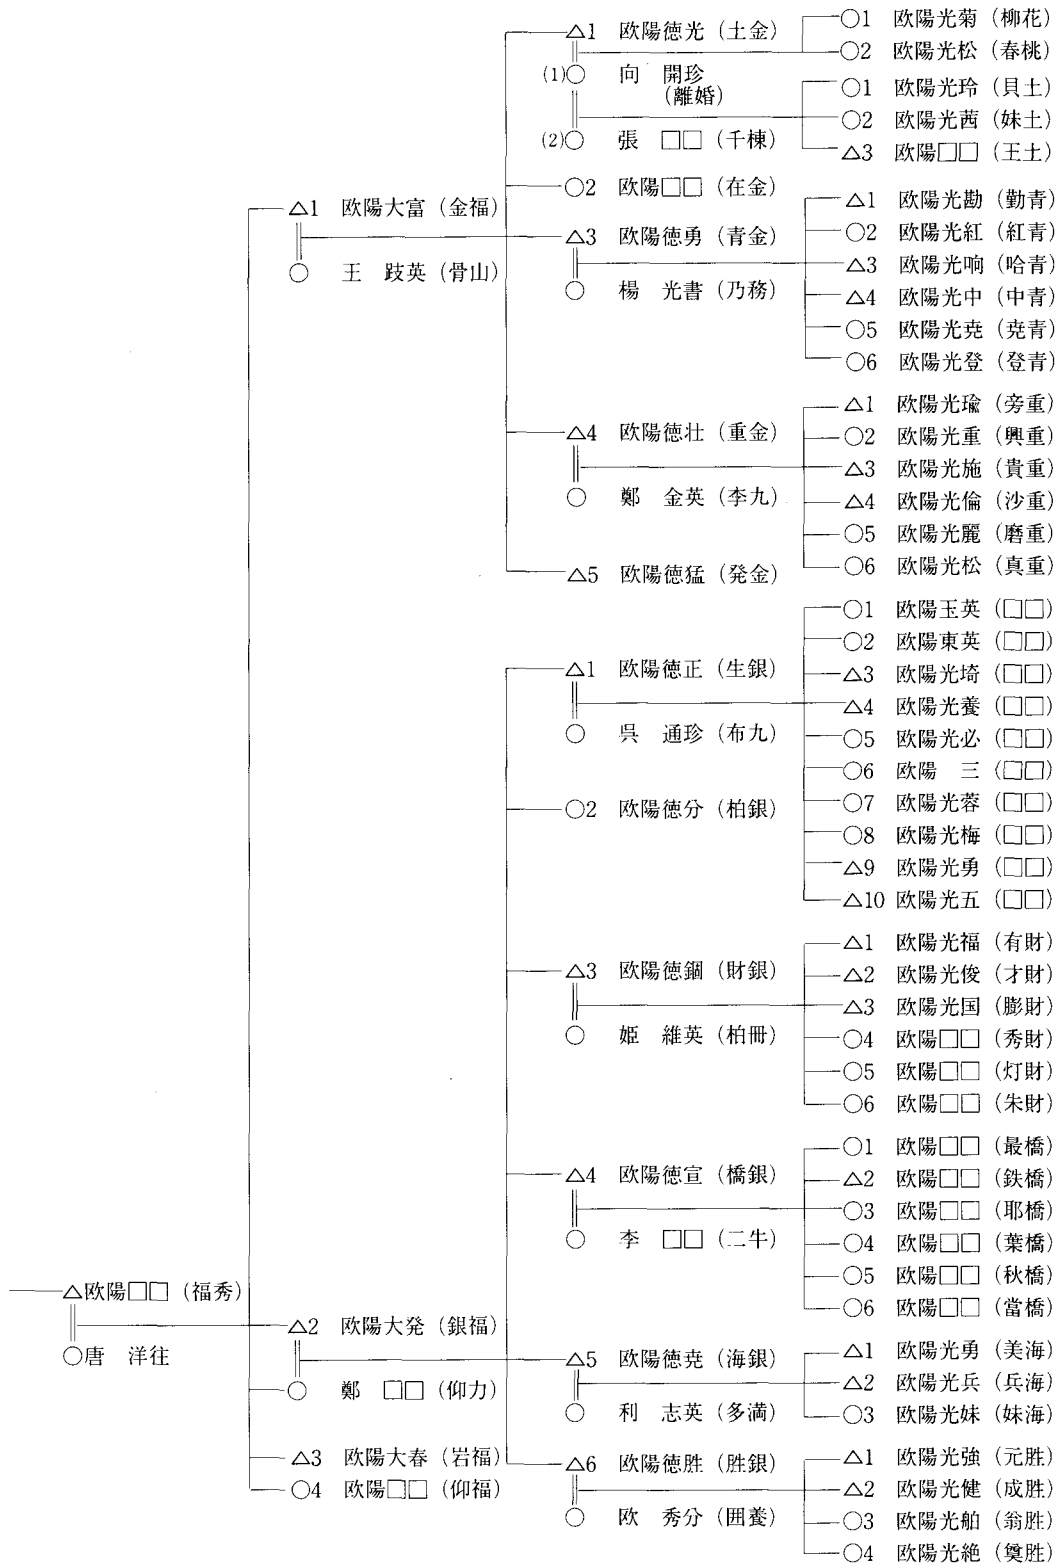 ○1 欧陽光菊（柳花）
△1 欧陽徳光（土金）
○2 欧陽光松（春桃）
(1)○ 向　開珍
（離婚）
○1 欧陽光玲（貝土）
○2 欧陽光茜（妹土）
(2)○ 張　□□（千棟）
△3 欧陽□□（王土）
○2 欧陽□□（在金）
△1 欧陽大富（金福）
○ 王　跂英（骨山）
△3 欧陽徳勇（青金）
○ 楊　光書（乃務）
△1 欧陽光勘（勤青）
○2 欧陽光紅（紅青）
△3 欧陽光响（哈青）
△4 欧陽光中（中青）
○5 欧陽光尭（尭青）
○6 欧陽光登（登青）
△4 欧陽徳壮（重金）
○ 鄭　金英（李九）
△1 欧陽光瑜（旁重）
○2 欧陽光重（興重）
△3 欧陽光施（貴重）
△4 欧陽光倫（沙重）
○5 欧陽光麗（磨重）
○6 欧陽光松（真重）
△5 欧陽徳猛（発金）
△1 欧陽徳正（生銀）
○ 呉　通珍（布九）
○1 欧陽玉英（□□）
○2 欧陽東英（□□）
△3 欧陽光埼（□□）
△4 欧陽光養（□□）
○5 欧陽光必（□□）
○6 欧陽　三（□□）
○7 欧陽光蓉（□□）
○8 欧陽光梅（□□）
△9 欧陽光勇（□□）
△10 欧陽光五（□□）
○2 欧陽徳分（柏銀）
△3 欧陽徳錮（財銀）
○ 姫　維英（柏冊）
△1 欧陽光福（有財）
△2 欧陽光俊（才財）
△3 欧陽光国（膨財）
○4 欧陽□□（秀財）
○5 欧陽□□（灯財）
○6 欧陽□□（朱財）
△4 欧陽徳宣（橋銀）
○ 李　□□（二牛）
○1 欧陽□□（最橋）
△2 欧陽□□（鉄橋）
○3 欧陽□□（耶橋）
○4 欧陽□□（葉橋）
○5 欧陽□□（秋橋）
○6 欧陽□□（當橋）
△欧陽□□（福秀）
○唐　洋往
△2 欧陽大発（銀福）
○ 鄭　□□（仰力）
△5 欧陽徳尭（海銀）
○ 利　志英（多満）
△1 欧陽光勇（美海）
△2 欧陽光兵（兵海）
○3 欧陽光妹（妹海）
△3 欧陽大春（岩福）
○4 欧陽□□（仰福）
△6 欧陽徳胜（胜銀）
○ 欧　秀分（囲養）
△1 欧陽光強（元胜）
△2 欧陽光健（成胜）
○3 欧陽光舶（翁胜）
○4 欧陽光絶（奠胜）